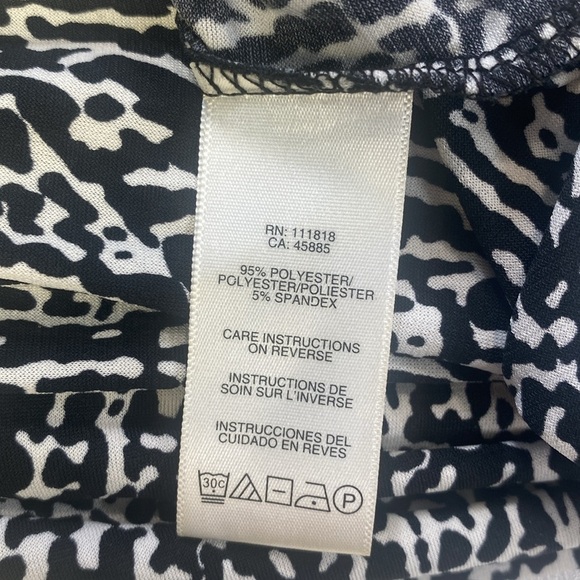 RN: 111818
CA: 45885
95% POLYESTER/
POLYESTER/POLIESTER
5% SPANDEX
CARE INSTRUCTIONS
ON REVERSE
INSTRUCTIONS DE
SOIN SUR L'INVERSE
INSTRUCCIONES DEL
CUIDADO EN REVES
30C P